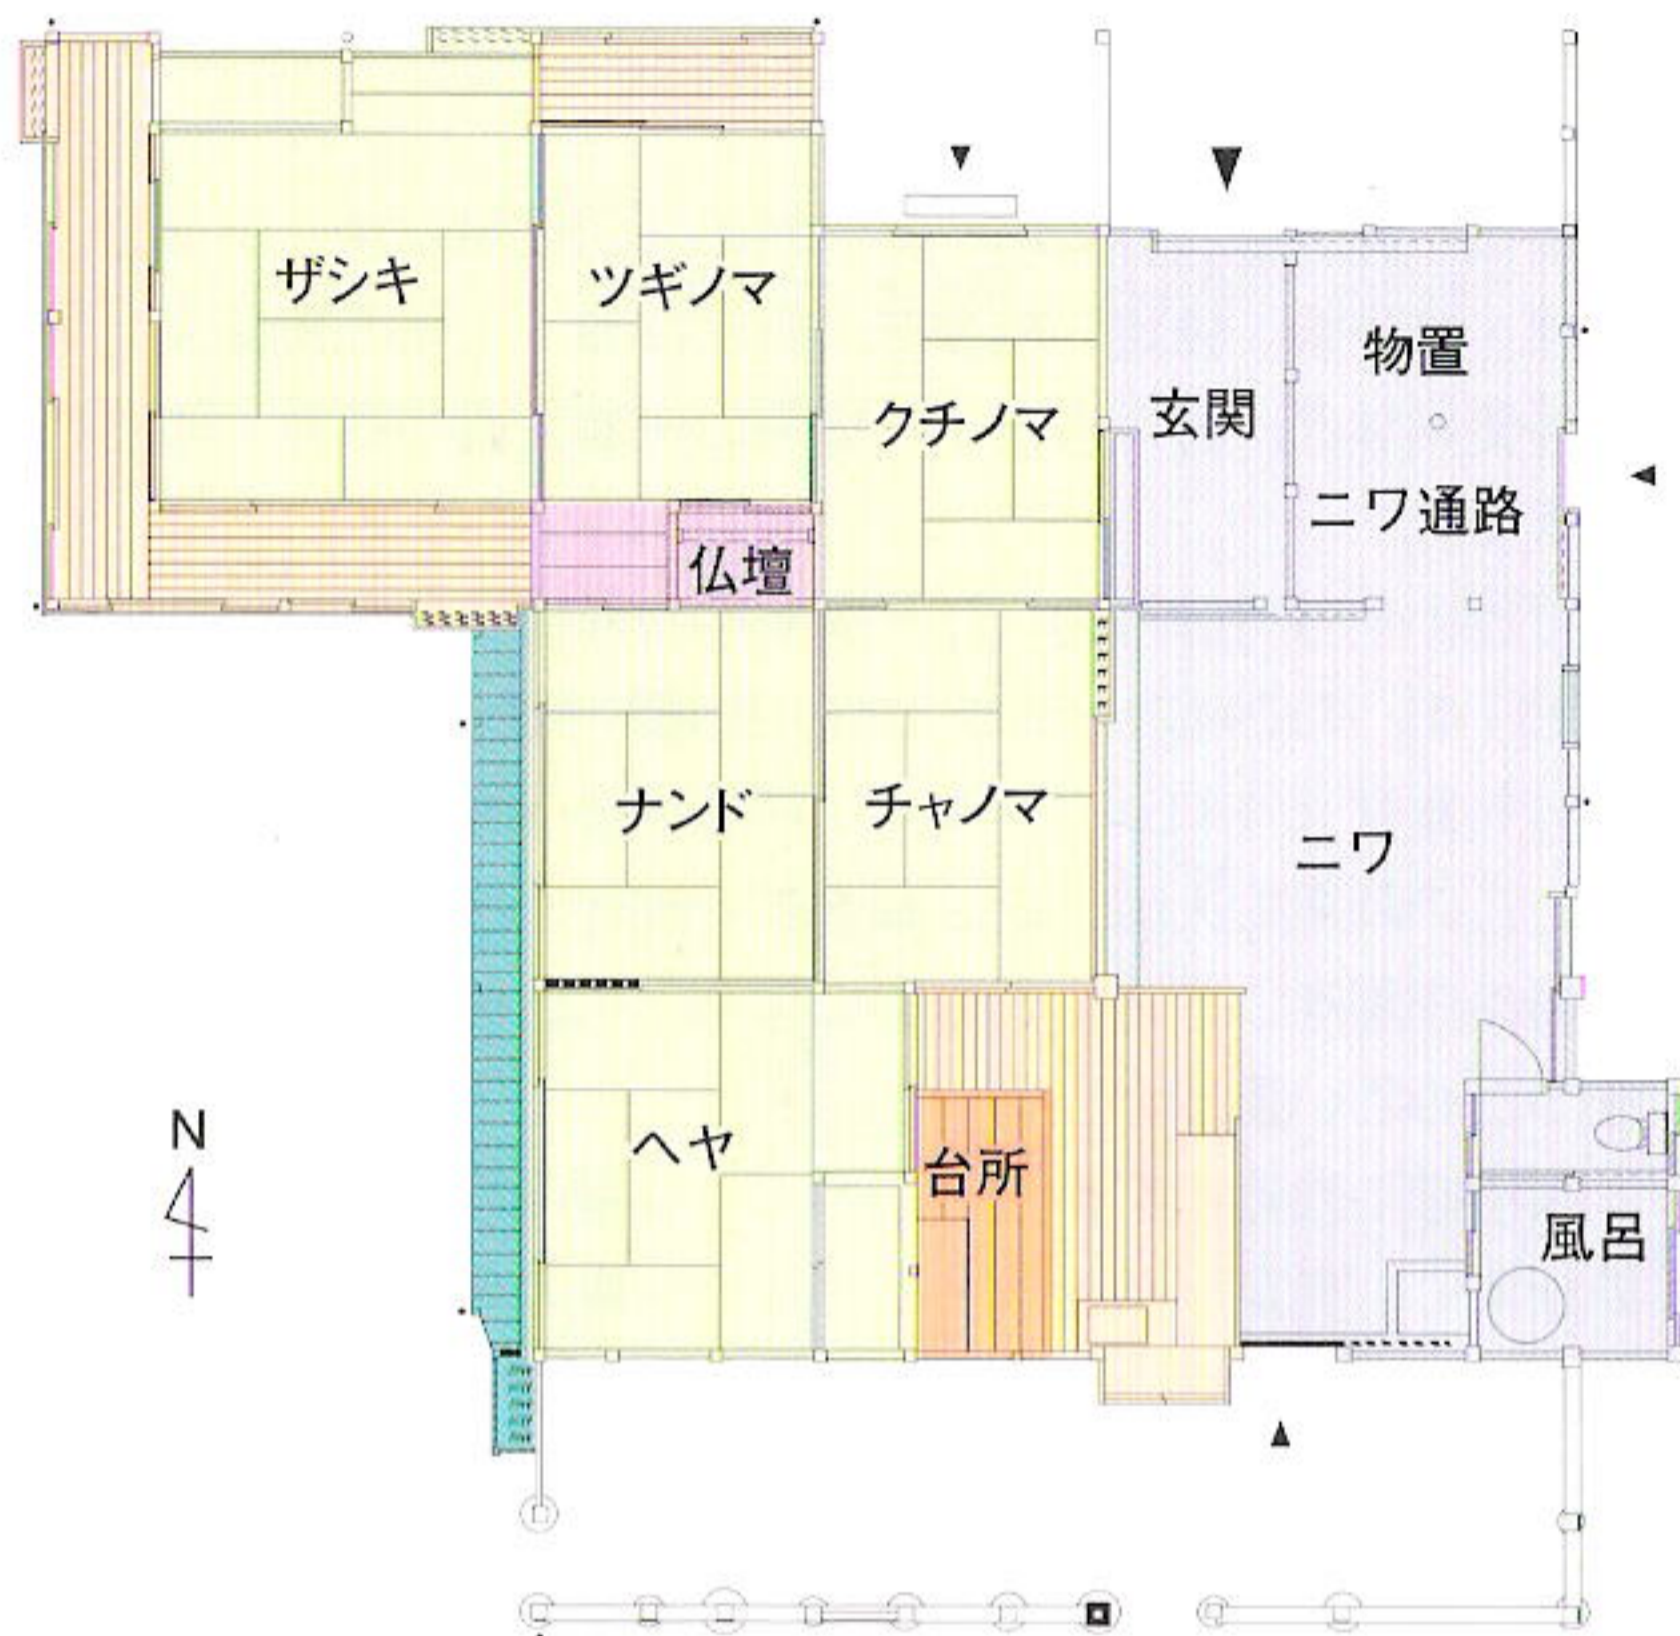 ザシキ
ツギノマ
クチノマ
玄関
物置
ニワ通路
仏壇
ナンド
チャノマ
ニワ
N
ヘヤ
台所
風呂